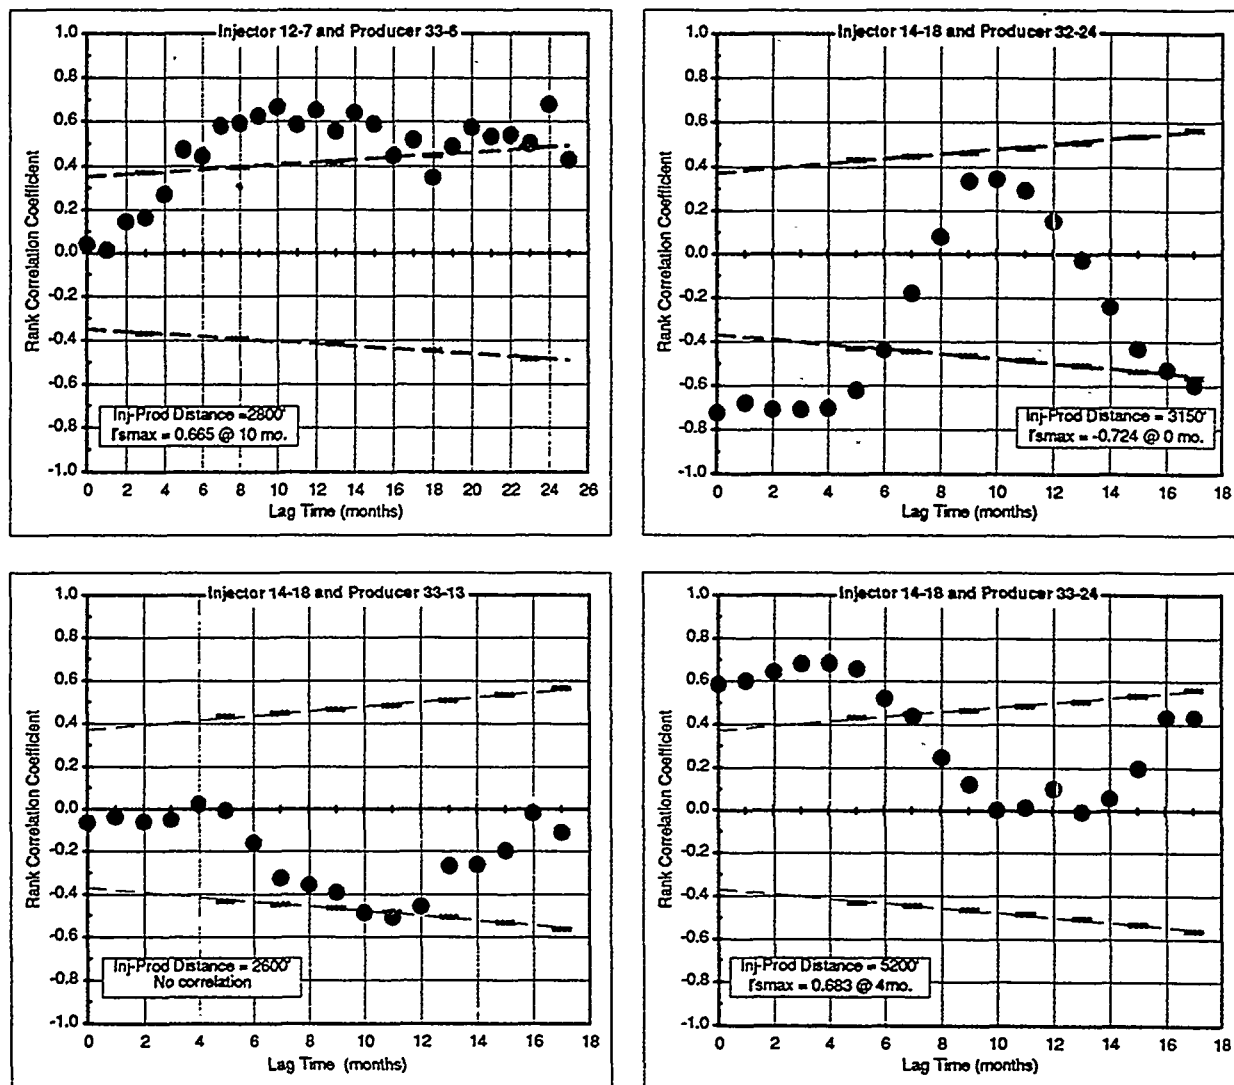 Injector 12-7 and Producer 33-6
1.0
0.8
0.6
0.4
0.2
0.0
-0.2
-0.4
-0.6
-0.8
-1.0
Rank Correlation Coefficient
Inj-Prod Distance =2800'
rsmax = 0.665 @ 10 mo.
0 2 4 6 8 10 12 14 16 18 20 22 24 26
Lag Time (months)
Injector 14-18 and Producer 32-24
1.0
0.8
0.6
0.4
0.2
0.0
-0.2
-0.4
-0.6
-0.8
-1.0
Rank Correlation Coefficient
Inj-Prod Distance = 3150'
rsmax = -0.724 @ 0 mo.
0 2 4 6 8 10 12 14 16 18
Lag Time (months)
Injector 14-18 and Producer 33-13
1.0
0.8
0.6
0.4
0.2
0.0
-0.2
-0.4
-0.6
-0.8
-1.0
Rank Correlation Coefficient
Inj-Prod Distance = 2600'
No correlation
0 2 4 6 8 10 12 14 16 18
Lag Time (months)
Injector 14-18 and Producer 33-24
1.0
0.8
0.6
0.4
0.2
0.0
-0.2
-0.4
-0.6
-0.8
-1.0
Rank Correlation Coefficient
Inj-Prod Distance = 5200'
rsmax = 0.683 @ 4mo.
0 2 4 6 8 10 12 14 16 18
Lag Time (months)